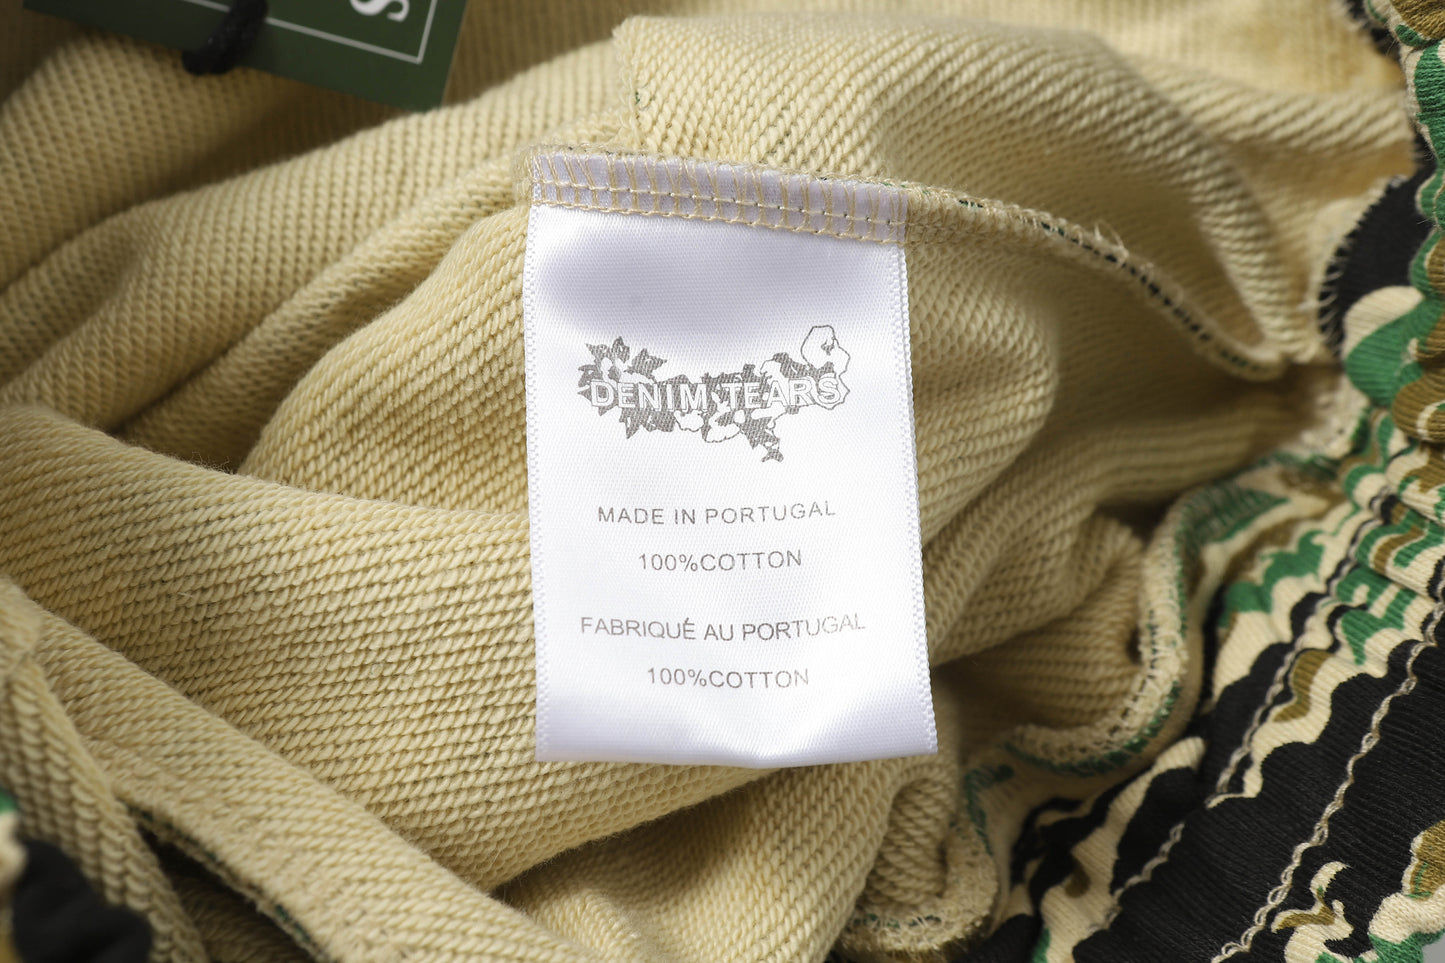 S
DENIM TEARS
MADE IN PORTUGAL
100%COTTON
FABRIQUÉ AU PORTUGAL
100%COTTON